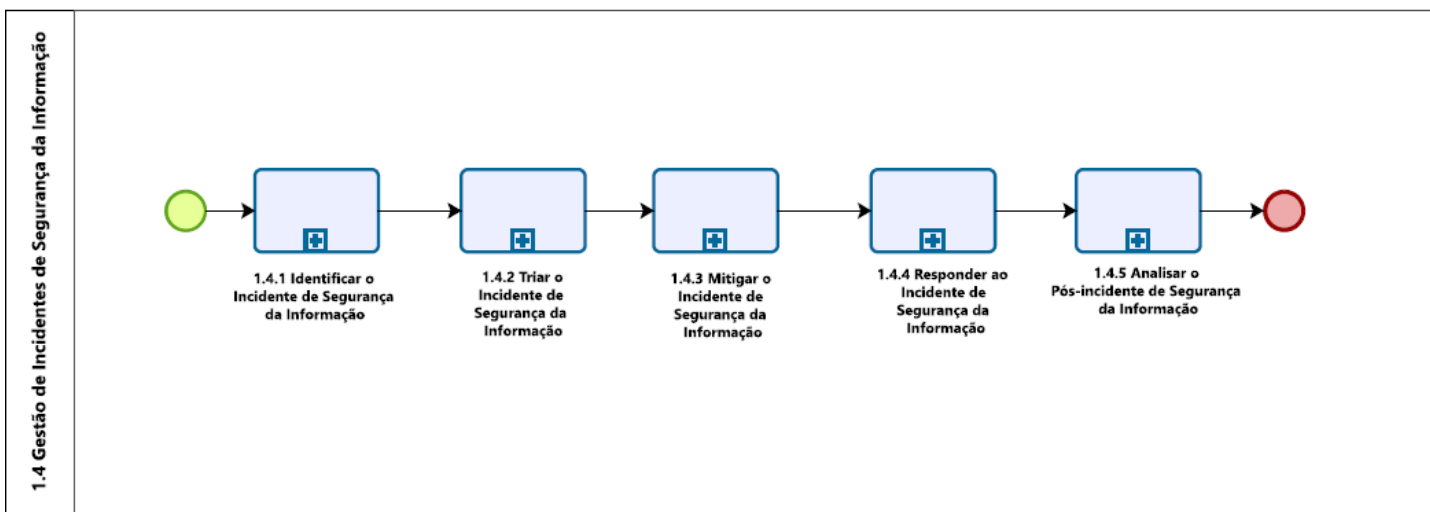 1.4 Gestão de Incidentes de Segurança da Informação
1.4.1 Identificar o
Incidente de Segurança
da Informação
1.4.2 Triar o
Incidente de
Segurança da
Informação
1.4.3 Mitigar o
Incidente de
Segurança da
Informação
1.4.4 Responder ao
Incidente de
Segurança da
Informação
1.4.5 Analisar o
Pós-incidente de Segurança
da Informação